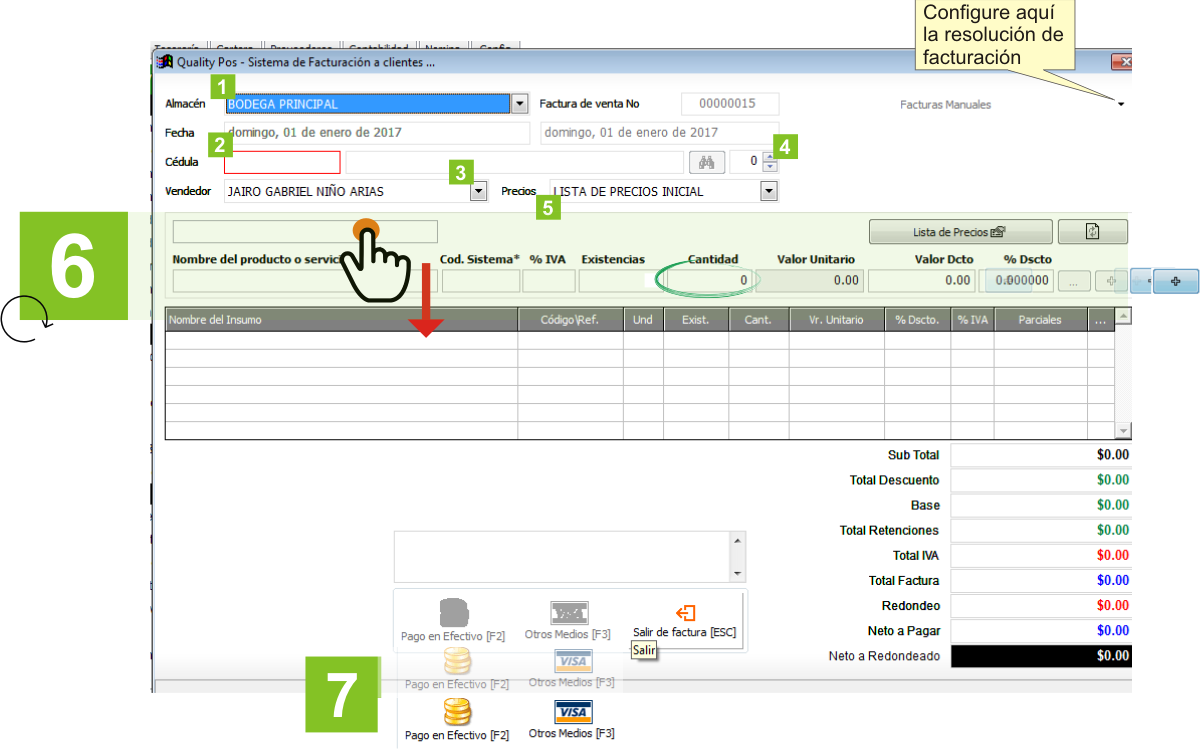 Configure aquí
la resolución de
facturación
Tesorería Cartera Proveedores Contabilidad Nomina Config.
Quality Pos - Sistema de Facturación a clientes ...
1
Almacén BODEGA PRINCIPAL Factura de venta No 00000015 Facturas Manuales
Fecha domingo, 01 de enero de 2017 domingo, 01 de enero de 2017
2
4
Cédula 0
3
Vendedor JAIRO GABRIEL NIÑO ARIAS Precios LISTA DE PRECIOS INICIAL
5
6
Lista de Precios
Nombre del producto o servici Cod. Sistema* % IVA Existencias Cantidad Valor Unitario Valor Dcto % Dscto
0 0.00 0.00 0.000000 ...
Nombre del Insumo Código\Ref. Und Exist. Cant. Vr. Unitario % Dscto. % IVA Parciales ...
Sub Total $0.00
Total Descuento $0.00
Base $0.00
Total Retenciones $0.00
Total IVA $0.00
Total Factura $0.00
Redondeo $0.00
Neto a Pagar $0.00
Neto a Redondeado $0.00
VISA
Pago en Efectivo [F2] Otros Medios [F3] Salir de factura [ESC]
Salir
VISA
Pago en Efectivo [F2] Otros Medios [F3]
7
VISA
Pago en Efectivo [F2] Otros Medios [F3]